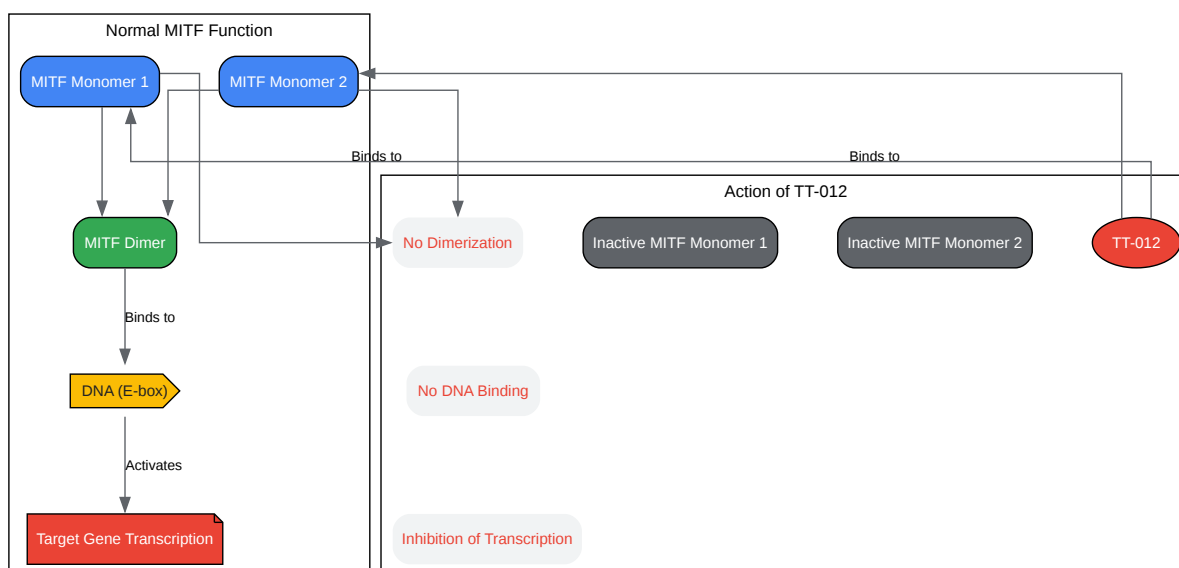 Normal MITF Function
MITF Monomer 1
MITF Monomer 2
Binds to
Binds to
Action of TT-012
MITF Dimer
No Dimerization
Inactive MITF Monomer 1
Inactive MITF Monomer 2
TT-012
Binds to
DNA (E-box)
No DNA Binding
Activates
Target Gene Transcription
Inhibition of Transcription